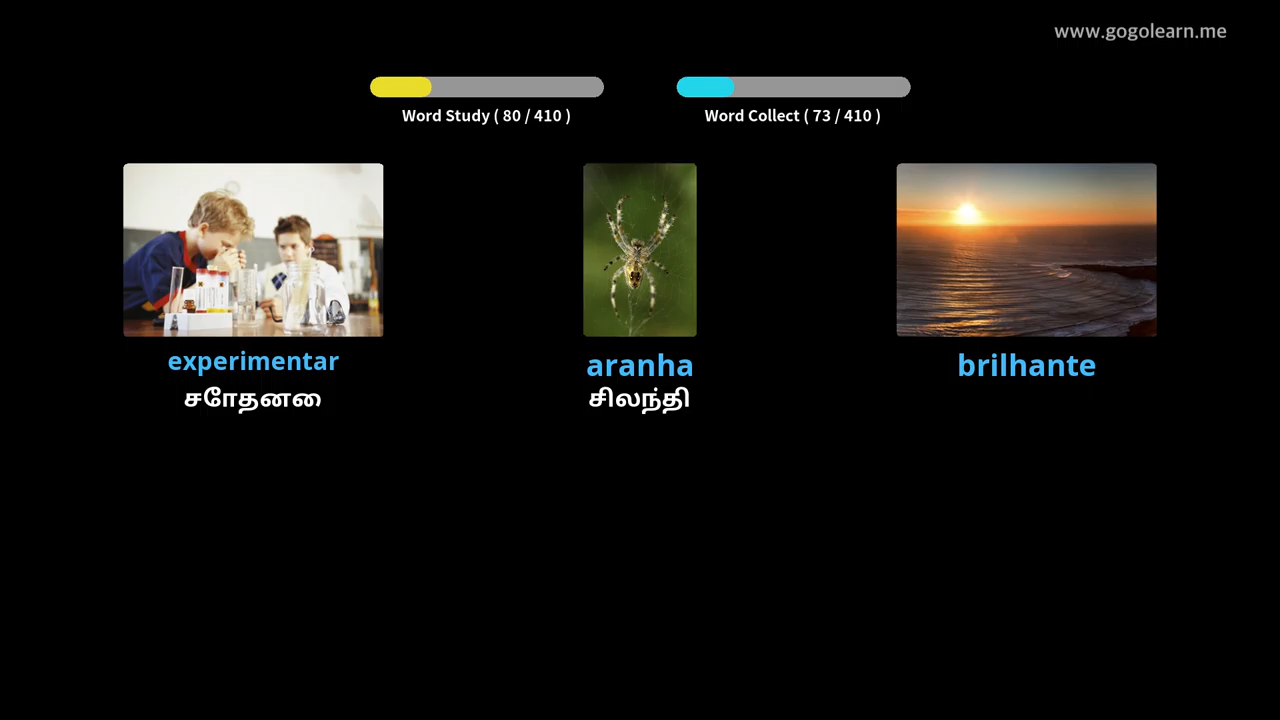 www.gogolearn.me
Word Study ( 80 / 410 )
Word Collect ( 73 / 410 )
experimentar
சோதனை
aranha
சிலந்தி
brilhante